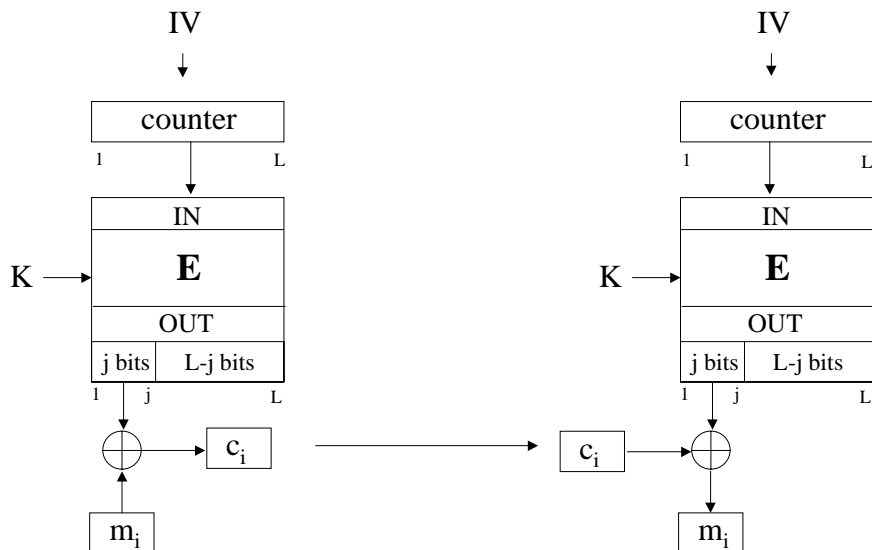 IV IV
counter counter
1 L 1 L
IN IN
K E K E
OUT OUT
j bits L-j bits j bits L-j bits
1 j L 1 j L
c_i c_i
m_i m_i